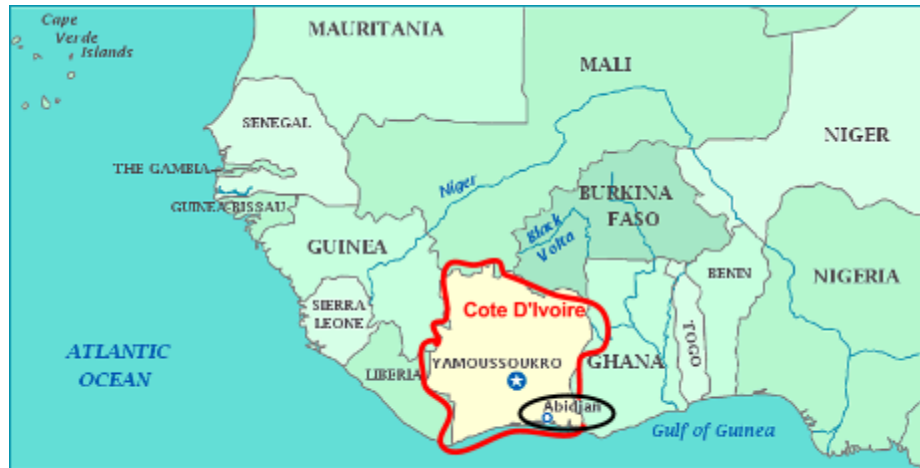 Cape
Verde
Islands
MAURITANIA
MALI
NIGER
SENEGAL
THE GAMBIA
GUINEA-BISSAU
Niger
BURKINA
FASO
Black
Volta
GUINEA
BENIN
NIGERIA
SIERRA
LEONE
Cote D'Ivoire
TOGO
ATLANTIC
OCEAN
LIBERIA
YAMOUSSOUKRO
GHANA
Abidjan
Gulf of Guinea